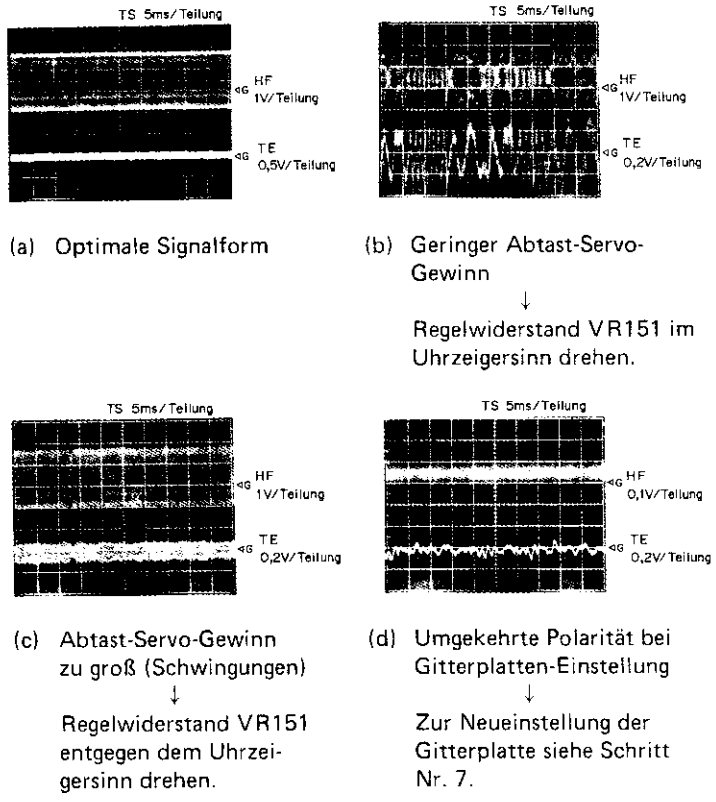 TS 5ms/Teilung
◁G HF
1V/Teilung
◁G TE
0,5V/Teilung
(a) Optimale Signalform
TS 5ms/Teilung
◁G HF
1V/Teilung
◁G TE
0,2V/Teilung
(b) Geringer Abtast-Servo-
Gewinn
↓
Regelwiderstand VR151 im
Uhrzeigersinn drehen.
TS 5ms/Teilung
◁G HF
1V/Teilung
◁G TE
0,2V/Teilung
(c) Abtast-Servo-Gewinn
zu groß (Schwingungen)
↓
Regelwiderstand VR151
entgegen dem Uhrzei-
gersinn drehen.
TS 5ms/Teilung
◁G HF
0,1V/Teilung
◁G TE
0,2V/Teilung
(d) Umgekehrte Polarität bei
Gitterplatten-Einstellung
↓
Zur Neueinstellung der
Gitterplatte siehe Schritt
Nr. 7.